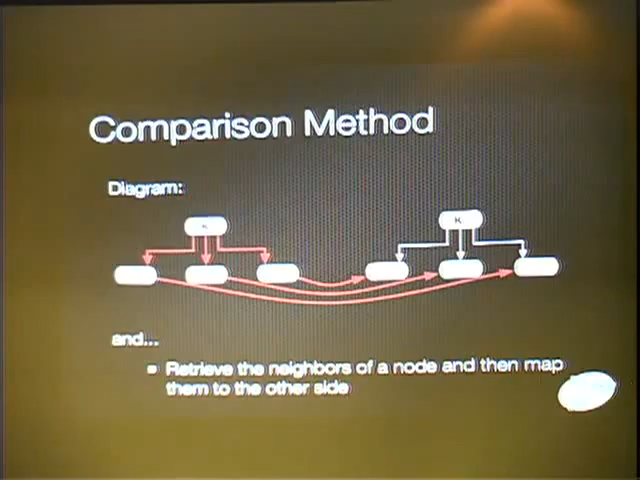 Comparison Method
Diagram:
K
K
and...
Retrieve the neighbors of a node and then map
them to the other side